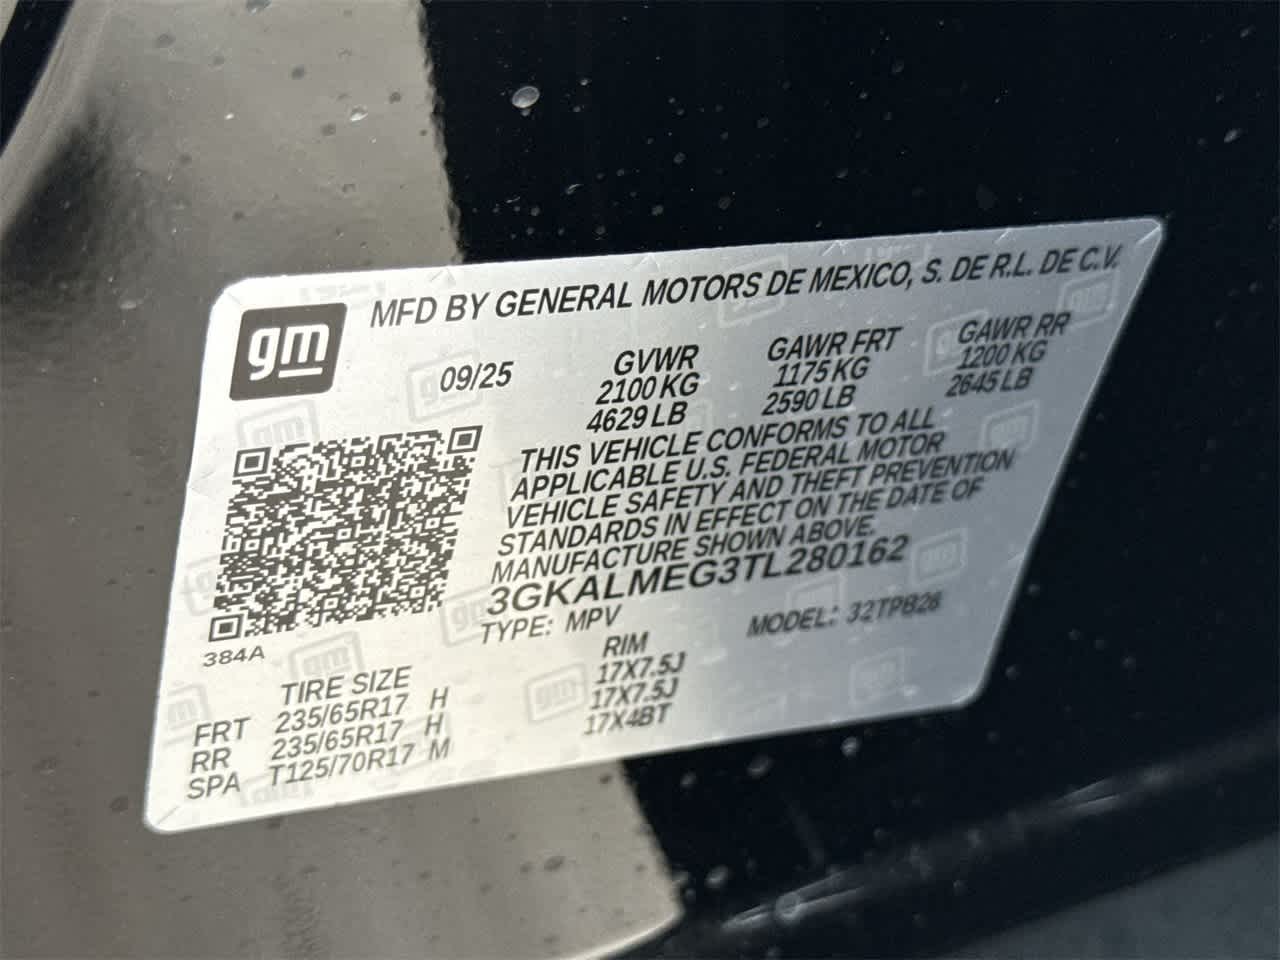 gm
MFD BY GENERAL MOTORS DE MEXICO, S. DE R.L. DE C.V.
09/25
GVWR GAWR FRT GAWR RR
2100 KG 1175 KG 1200 KG
4629 LB 2590 LB 2645 LB
THIS VEHICLE CONFORMS TO ALL
APPLICABLE U.S. FEDERAL MOTOR
VEHICLE SAFETY AND THEFT PREVENTION
STANDARDS IN EFFECT ON THE DATE OF
MANUFACTURE SHOWN ABOVE.
3GKALMEG3TL280162
TYPE: MPV MODEL: 32TPB26
384A
TIRE SIZE RIM
FRT 235/65R17 H 17X7.5J
RR 235/65R17 H 17X7.5J
SPA T125/70R17 M 17X4BT